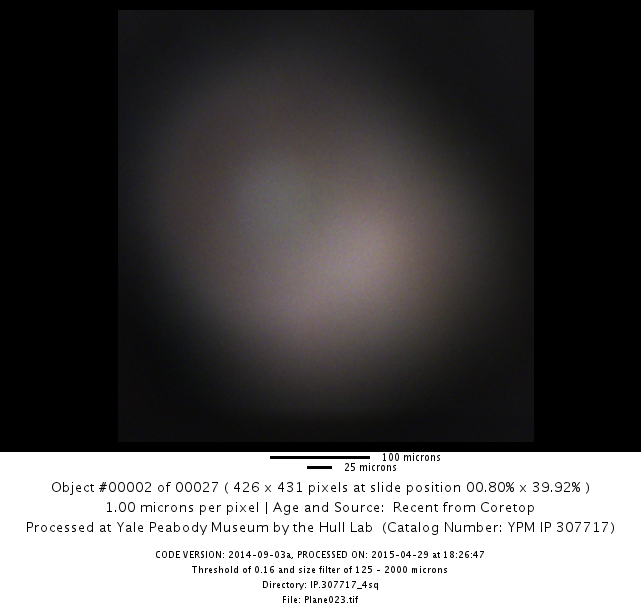 100 microns
25 microns
Object #00002 of 00027 ( 426 x 431 pixels at slide position 00.80% x 39.92% )
1.00 microns per pixel | Age and Source: Recent from Coretop
Processed at Yale Peabody Museum by the Hull Lab (Catalog Number: YPM IP 307717)
CODE VERSION: 2014-09-03a, PROCESSED ON: 2015-04-29 at 18:26:47
Threshold of 0.16 and size filter of 125 - 2000 microns
Directory: IP.307717_4sq
File: Plane023.tif